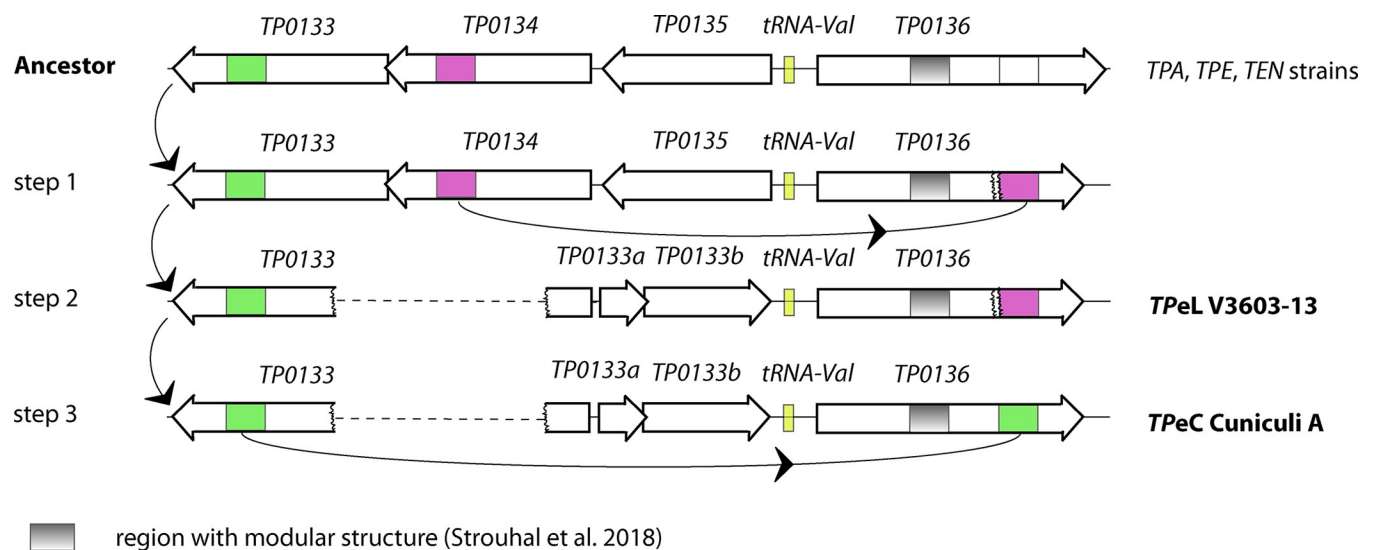 TP0133 TP0134 TP0135 tRNA-Val TP0136
Ancestor TPA, TPE, TEN strains
TP0133 TP0134 TP0135 tRNA-Val TP0136
step 1
TP0133 TP0133a TP0133b tRNA-Val TP0136
step 2 TPeL V3603-13
TP0133 TP0133a TP0133b tRNA-Val TP0136
step 3 TPeC Cuniculi A
region with modular structure (Strouhal et al. 2018)